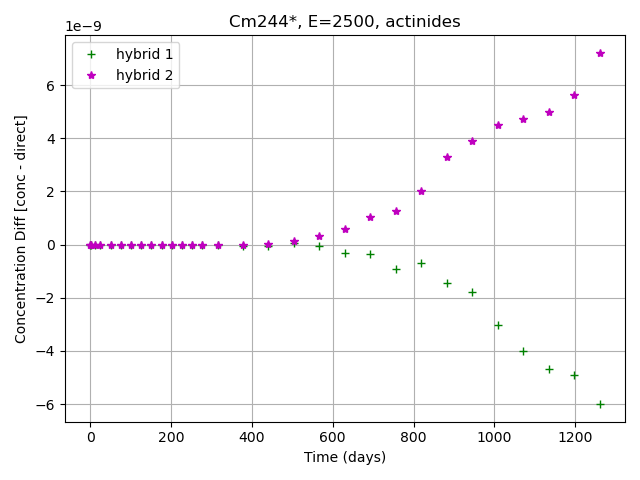 Cm244*, E=2500, actinides
1e−9
hybrid 1
hybrid 2
6
4
2
0
−2
−4
−6
Concentration Diff [conc - direct]
0 200 400 600 800 1000 1200
Time (days)